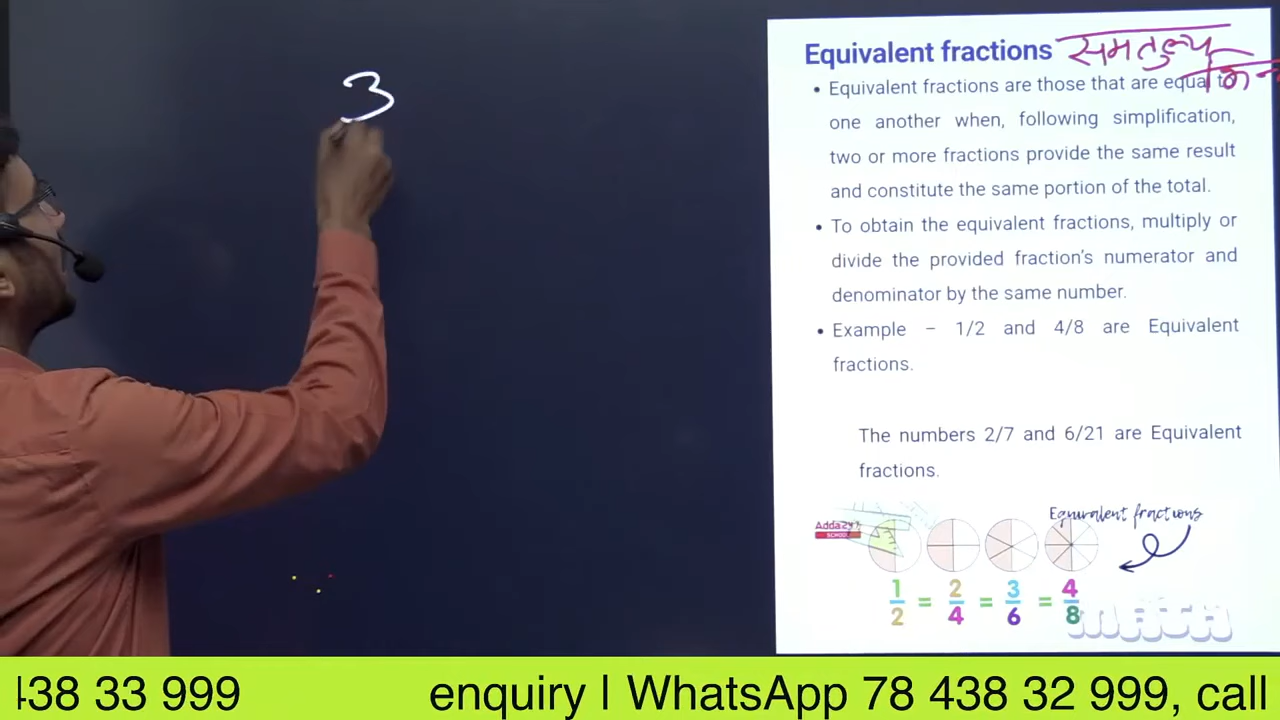 3
Equivalent fractions समतुल्य
भिन्न
• Equivalent fractions are those that are equal to
one another when, following simplification,
two or more fractions provide the same result
and constitute the same portion of the total.
• To obtain the equivalent fractions, multiply or
divide the provided fraction's numerator and
denominator by the same number.
• Example – 1/2 and 4/8 are Equivalent
fractions.
The numbers 2/7 and 6/21 are Equivalent
fractions.
Equivalent fractions
Adda247
SCHOOL
1/2 = 2/4 = 3/6 = 4/8
MATH
438 33 999 enquiry | WhatsApp 78 438 32 999, call